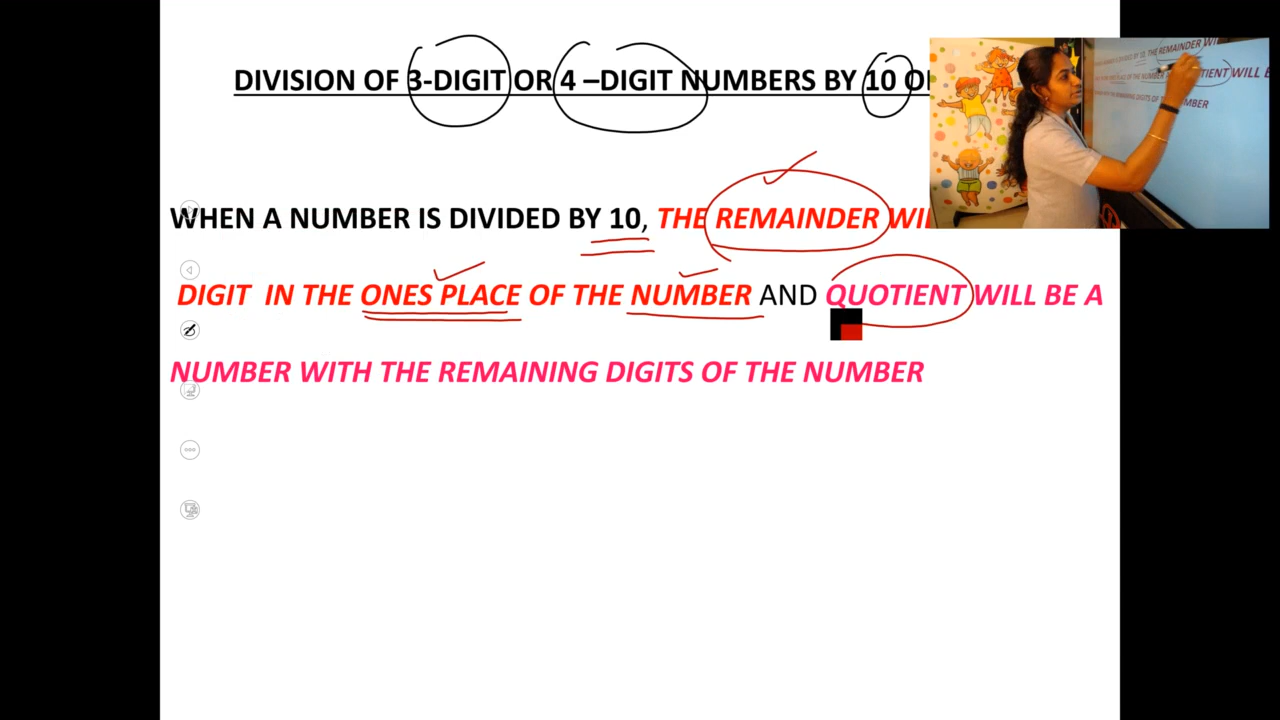 DIVISION OF 3-DIGIT OR 4 –DIGIT NUMBERS BY 10 O
WHEN A NUMBER IS DIVIDED BY 10, THE REMAINDER WIL
DIGIT IN THE ONES PLACE OF THE NUMBER AND QUOTIENT WILL BE A
NUMBER WITH THE REMAINING DIGITS OF THE NUMBER